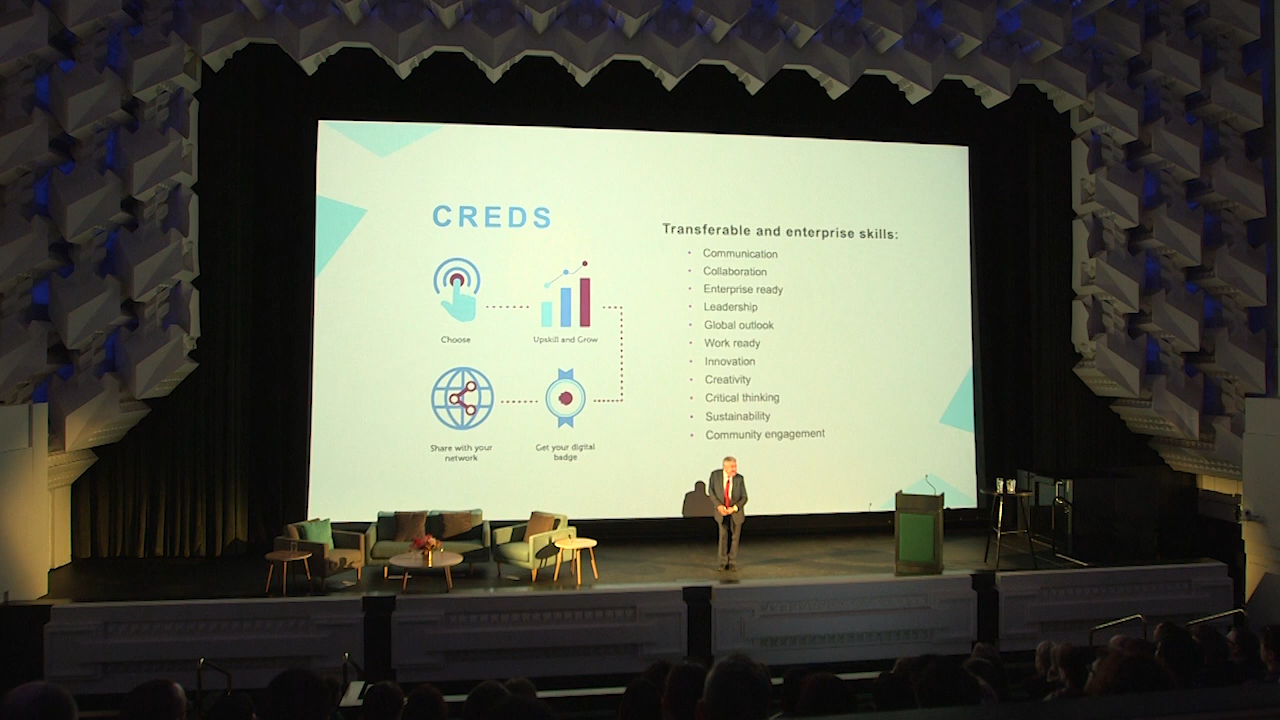 CREDS
Choose
Upskill and Grow
Share with your
network
Get your digital
badge
Transferable and enterprise skills:
• Communication
• Collaboration
• Enterprise ready
• Leadership
• Global outlook
• Work ready
• Innovation
• Creativity
• Critical thinking
• Sustainability
• Community engagement